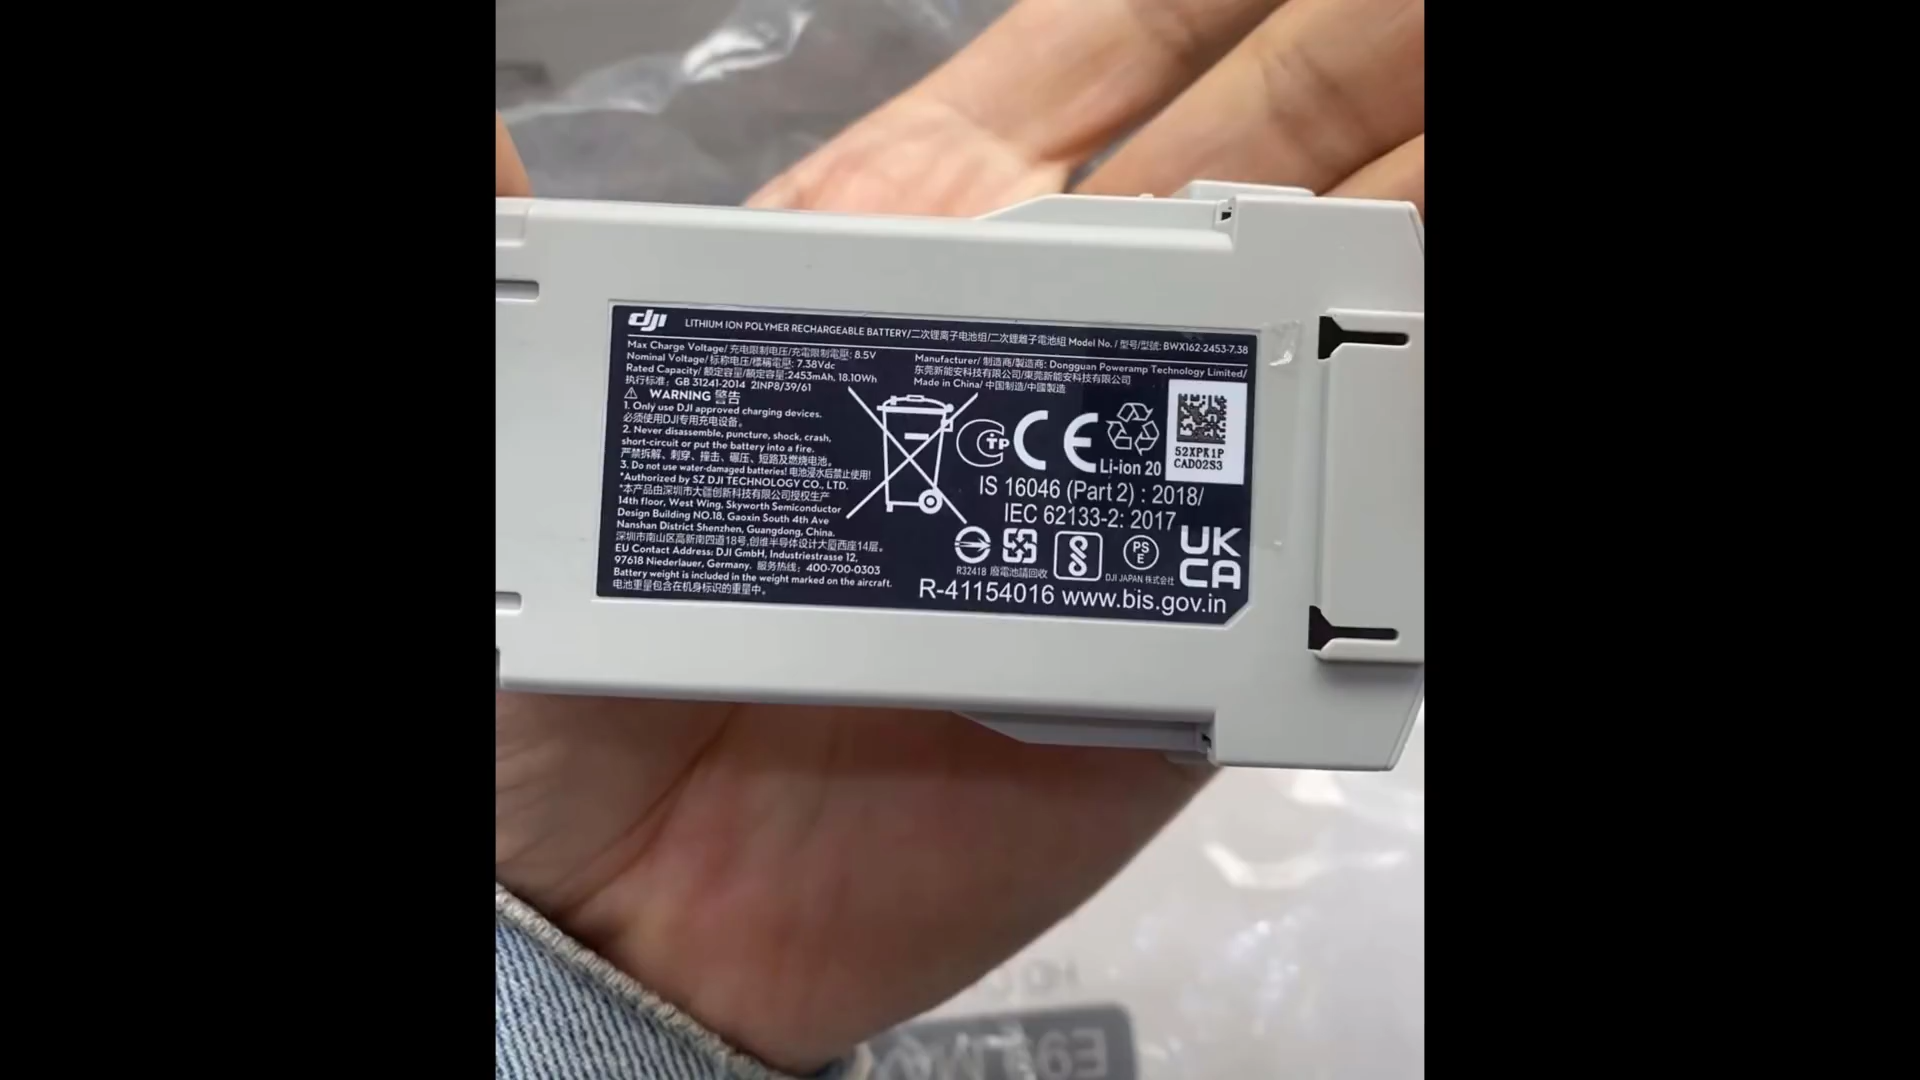 dji
LITHIUM ION POLYMER RECHARGEABLE BATTERY/二次锂离子电池组/二次鋰離子電池組 Model No. / 型号/型號: BWX162-2453-7.38
Max Charge Voltage/ 充电限制电压/充電限制電壓: 8.5V
Nominal Voltage/ 标称电压/標稱電壓: 7.38Vdc
Rated Capacity/ 额定容量/額定容量:2453mAh, 18.10Wh
执行标准: GB 31241-2014 2INP8/39/61
Manufacturer/ 制造商/製造商: Dongguan Poweramp Technology Limited/
东莞新能安科技有限公司/東莞新能安科技有限公司
Made in China/ 中国制造/中國製造
⚠ WARNING 警告
1. Only use DJI approved charging devices.
必须使用DJI专用充电设备。
2. Never disassemble, puncture, shock, crash,
short-circuit or put the battery into a fire.
严禁拆解、刺穿、撞击、碾压、短路及燃烧电池。
3. Do not use water-damaged batteries! 电池浸水后禁止使用!
*Authorized by SZ DJI TECHNOLOGY CO., LTD.
*本产品由深圳市大疆创新科技有限公司授权生产
14th floor, West Wing, Skyworth Semiconductor
Design Building NO.18, Gaoxin South 4th Ave
Nanshan District Shenzhen, Guangdong, China.
深圳市南山区高新南四道18号,创维半导体设计大厦西座14层。
EU Contact Address: DJI GmbH, Industriestrasse 12,
97618 Niederlauer, Germany. 服务热线: 400-700-0303
Battery weight is included in the weight marked on the aircraft.
电池重量包含在机身标识的重量中。
CE
Li-ion 20
52XPK1P
CAD02S3
IS 16046 (Part 2) : 2018/
IEC 62133-2: 2017
R32418 廢電池請回收
PS
E
DJI JAPAN 株式会社
UK
CA
R-41154016 www.bis.gov.in